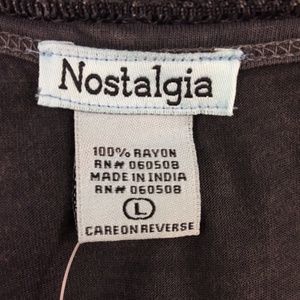 Nostalgia
100% RAYON
RN# 060508
MADE IN INDIA
RN# 060508
L
CARE ON REVERSE